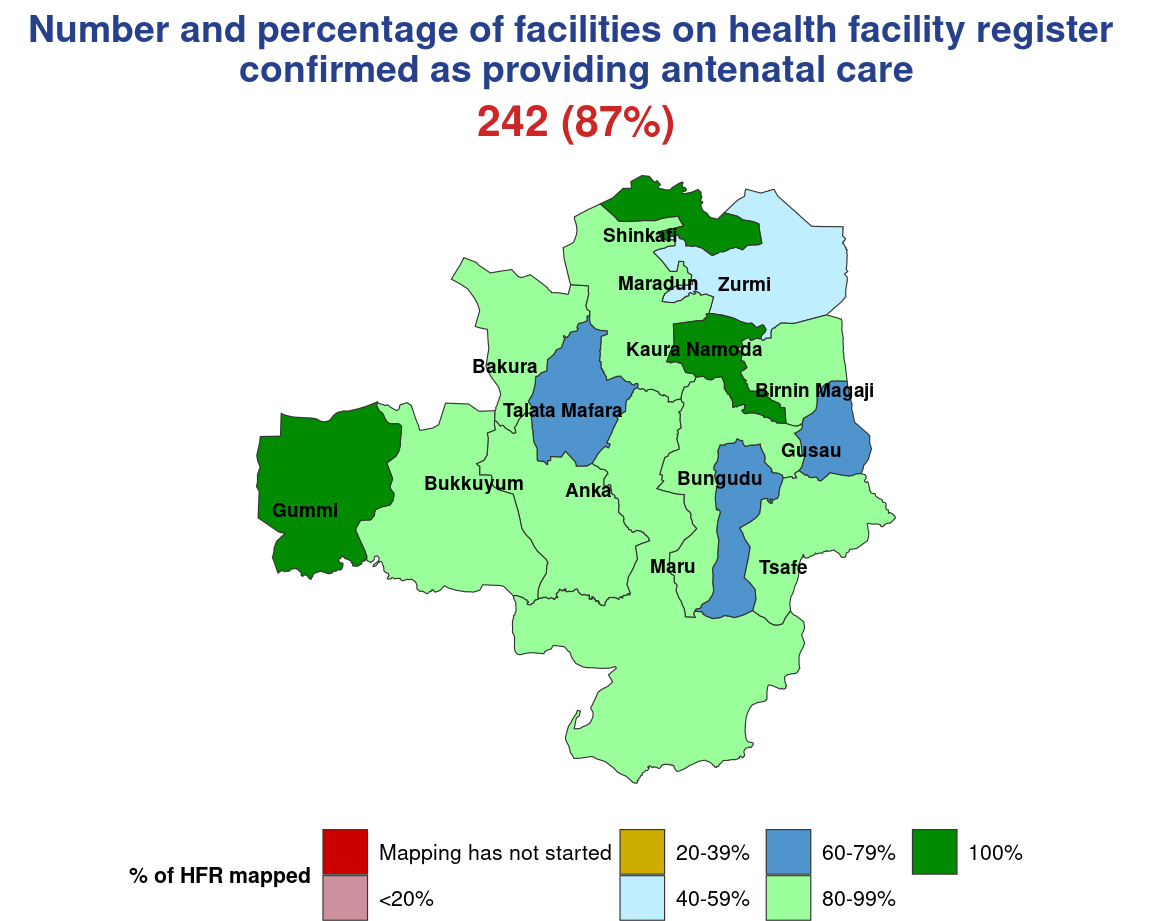 Number and percentage of facilities on health facility register
confirmed as providing antenatal care
242 (87%)
Shinkafi
Maradun
Zurmi
Kaura Namoda
Bakura
Birnin Magaji
Talata Mafara
Gusau
Bungudu
Bukkuyum
Anka
Gummi
Maru
Tsafe
% of HFR mapped
Mapping has not started
<20%
20-39%
40-59%
60-79%
80-99%
100%